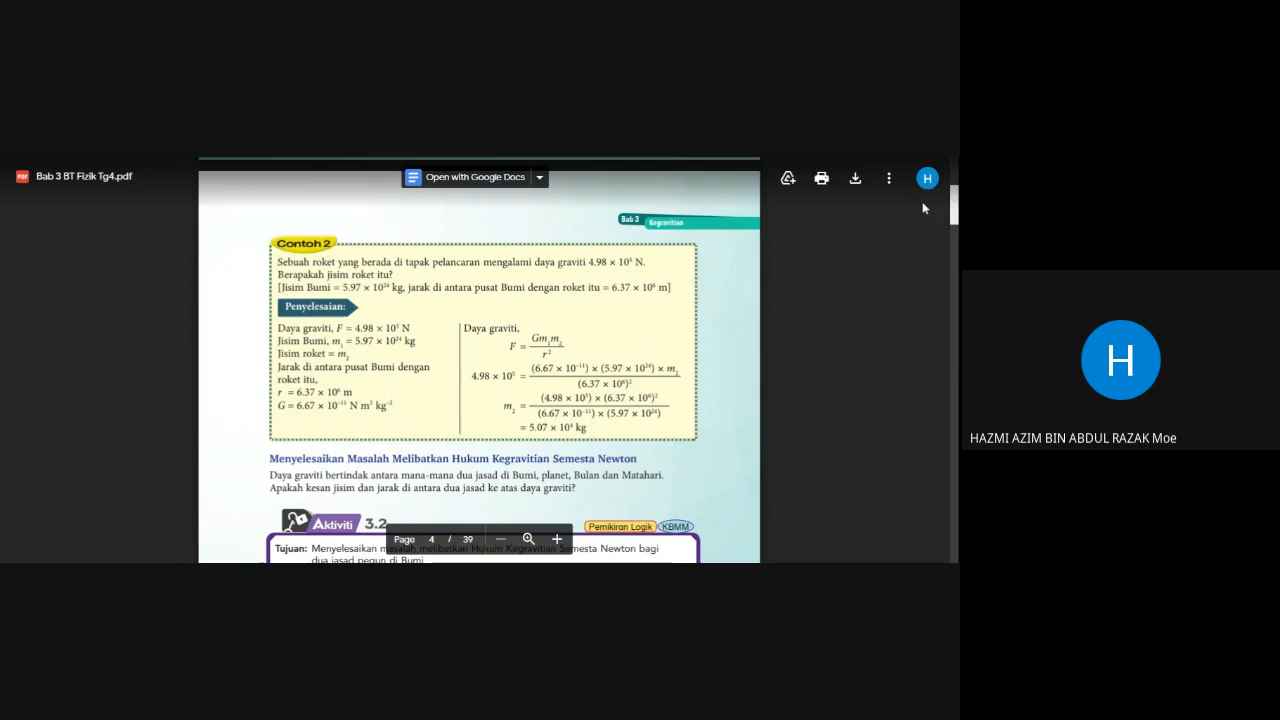 Bab 3 BT Fizik Tg4.pdf
Open with Google Docs
H
Bab 3 Kegravitian
Contoh 2
Sebuah roket yang berada di tapak pelancaran mengalami daya graviti 4.98 × 10⁵ N.
Berapakah jisim roket itu?
[Jisim Bumi = 5.97 × 10²⁴ kg, jarak di antara pusat Bumi dengan roket itu = 6.37 × 10⁶ m]
Penyelesaian:
Daya graviti, F = 4.98 × 10⁵ N
Jisim Bumi, m₁ = 5.97 × 10²⁴ kg
Jisim roket = m₂
Jarak di antara pusat Bumi dengan
roket itu,
r = 6.37 × 10⁶ m
G = 6.67 × 10⁻¹¹ N m² kg⁻²
Daya graviti,
F = Gm₁m₂ / r²
4.98 × 10⁵ = (6.67 × 10⁻¹¹) × (5.97 × 10²⁴) × m₂ / (6.37 × 10⁶)²
m₂ = (4.98 × 10⁵) × (6.37 × 10⁶)² / (6.67 × 10⁻¹¹) × (5.97 × 10²⁴)
= 5.07 × 10⁴ kg
Menyelesaikan Masalah Melibatkan Hukum Kegravitian Semesta Newton
Daya graviti bertindak antara mana-mana dua jasad di Bumi, planet, Bulan dan Matahari.
Apakah kesan jisim dan jarak di antara dua jasad ke atas daya graviti?
Aktiviti 3.2
Pemikiran Logik KBMM
Page 4 / 39
Tujuan: Menyelesaikan masalah melibatkan Hukum Kegravitian Semesta Newton bagi
dua jasad pegun di Bumi
H
HAZMI AZIM BIN ABDUL RAZAK Moe